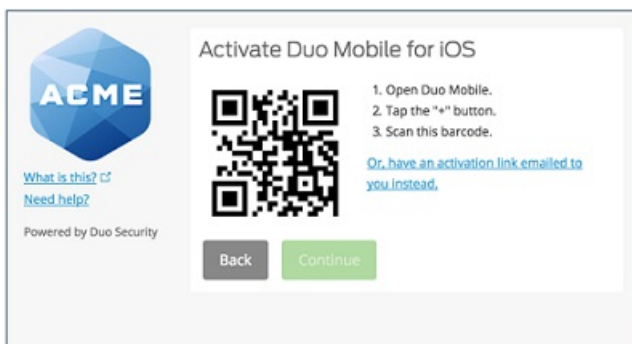 ACME
What is this?
Need help?
Powered by Duo Security
Activate Duo Mobile for iOS
1. Open Duo Mobile.
2. Tap the "+" button.
3. Scan this barcode.
Or, have an activation link emailed to
you instead.
Back
Continue